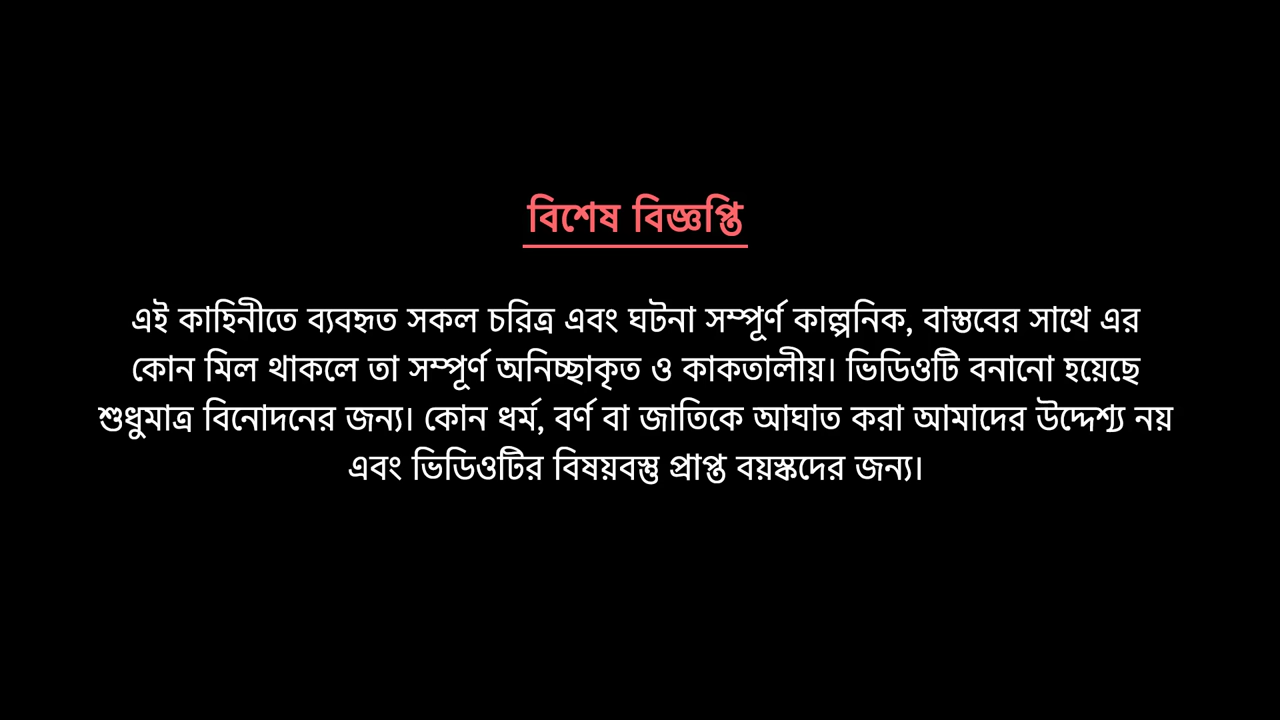 বিশেষ বিজ্ঞপ্তি
এই কাহিনীতে ব্যবহৃত সকল চরিত্র এবং ঘটনা সম্পূর্ণ কাল্পনিক, বাস্তবের সাথে এর
কোন মিল থাকলে তা সম্পূর্ণ অনিচ্ছাকৃত ও কাকতালীয়। ভিডিওটি বনানো হয়েছে
শুধুমাত্র বিনোদনের জন্য। কোন ধর্ম, বর্ণ বা জাতিকে আঘাত করা আমাদের উদ্দেশ্য নয়
এবং ভিডিওটির বিষয়বস্তু প্রাপ্ত বয়স্কদের জন্য।